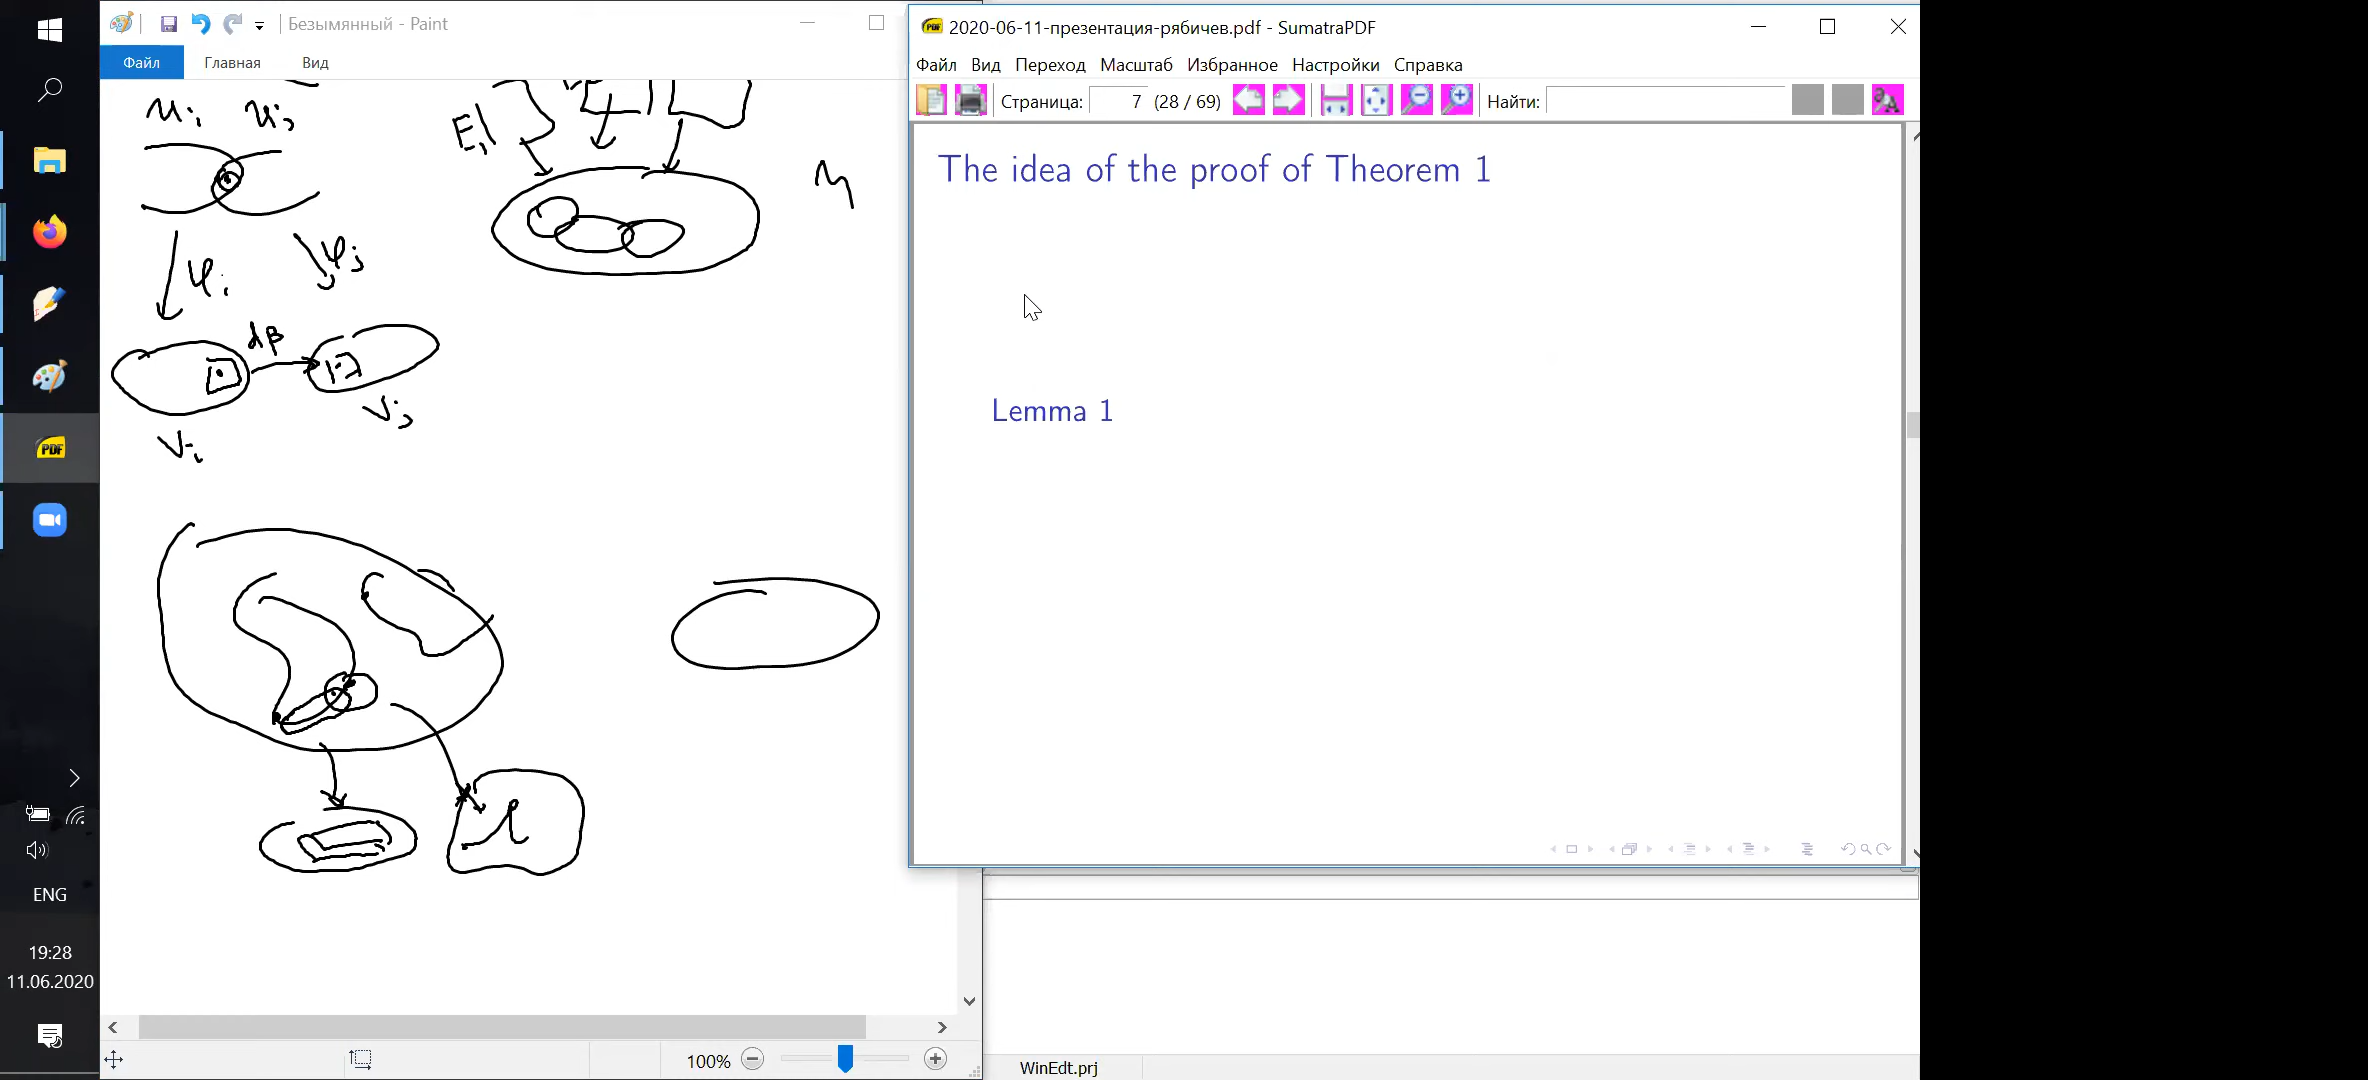 Безымянный - Paint
Файл Главная Вид
u i u j
E,|
M
φ i φ j
dβ
V i V j
l
100%
ENG
19:28
11.06.2020
2020-06-11-презентация-рябичев.pdf - SumatraPDF
Файл Вид Переход Масштаб Избранное Настройки Справка
Страница: 7 (28 / 69) Найти:
The idea of the proof of Theorem 1
Lemma 1
WinEdt.prj
PDF